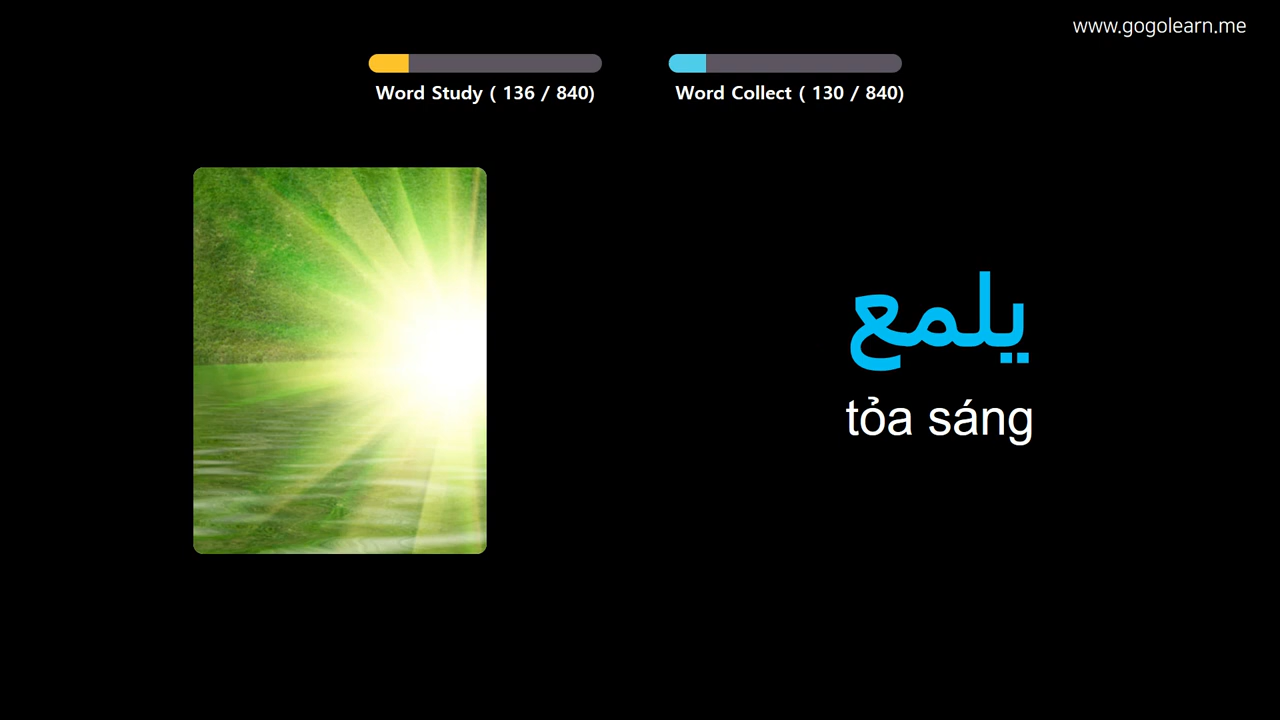 www.gogolearn.me
Word Study ( 136 / 840)
Word Collect ( 130 / 840)
يلمع
tỏa sáng